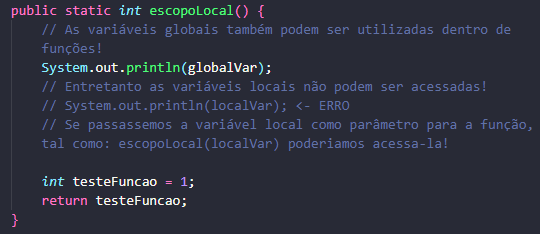 public static int escopoLocal() {
// As variáveis globais também podem ser utilizadas dentro de
funções!
System.out.println(globalVar);
// Entretanto as variáveis locais não podem ser acessadas!
// System.out.println(localVar); <- ERRO
// Se passassemos a variável local como parâmetro para a função,
tal como: escopoLocal(localVar) poderiamos acessa-la!
int testeFuncao = 1;
return testeFuncao;
}